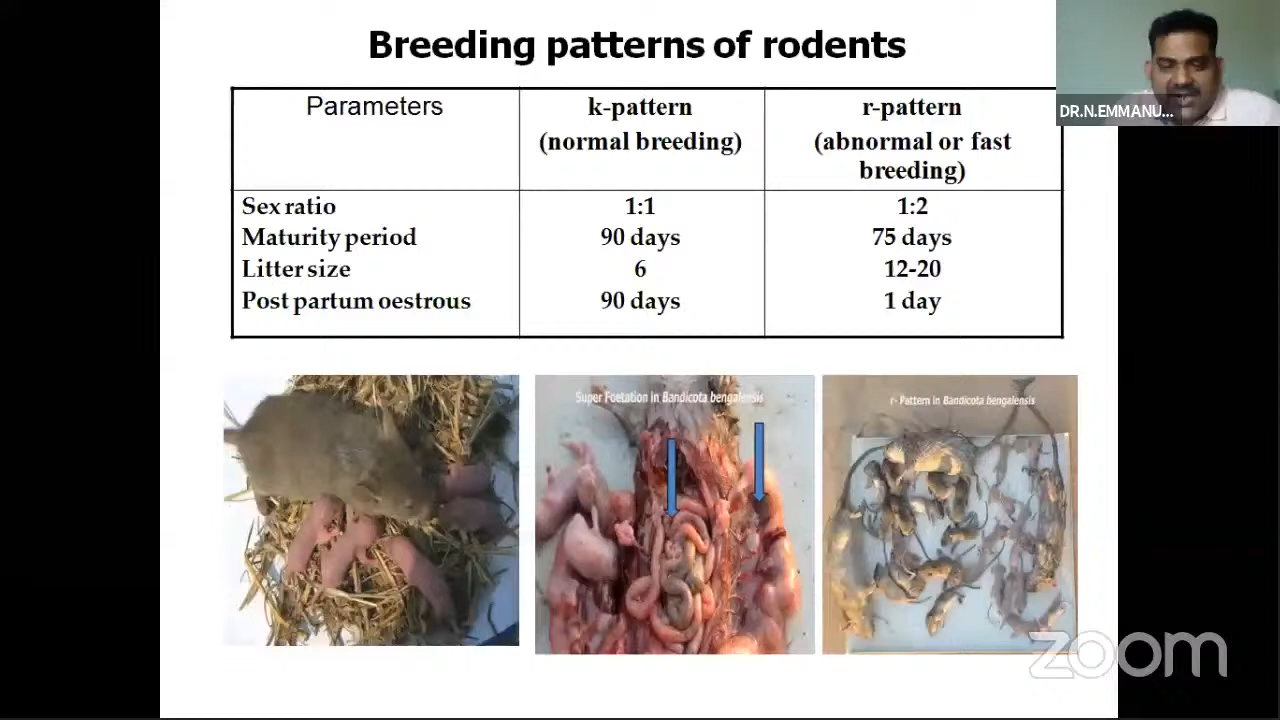 Breeding patterns of rodents
Parameters
k-pattern
(normal breeding)
r-pattern
(abnormal or fast
breeding)
Sex ratio 1:1 1:2
Maturity period 90 days 75 days
Litter size 6 12-20
Post partum oestrous 90 days 1 day
Super Foetation in Bandicota bengalensis
r- Pattern in Bandicota bengalensis
DR.N.EMMANU...
zoom